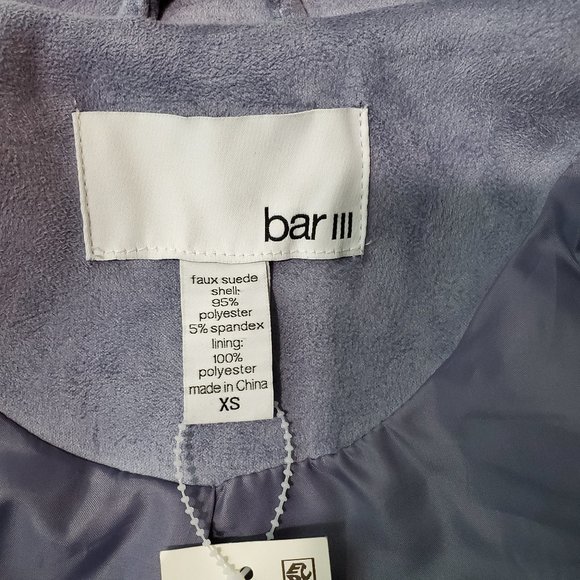 bar III
faux suede
shell:
95%
polyester
5% spandex
lining:
100%
polyester
made in China
XS